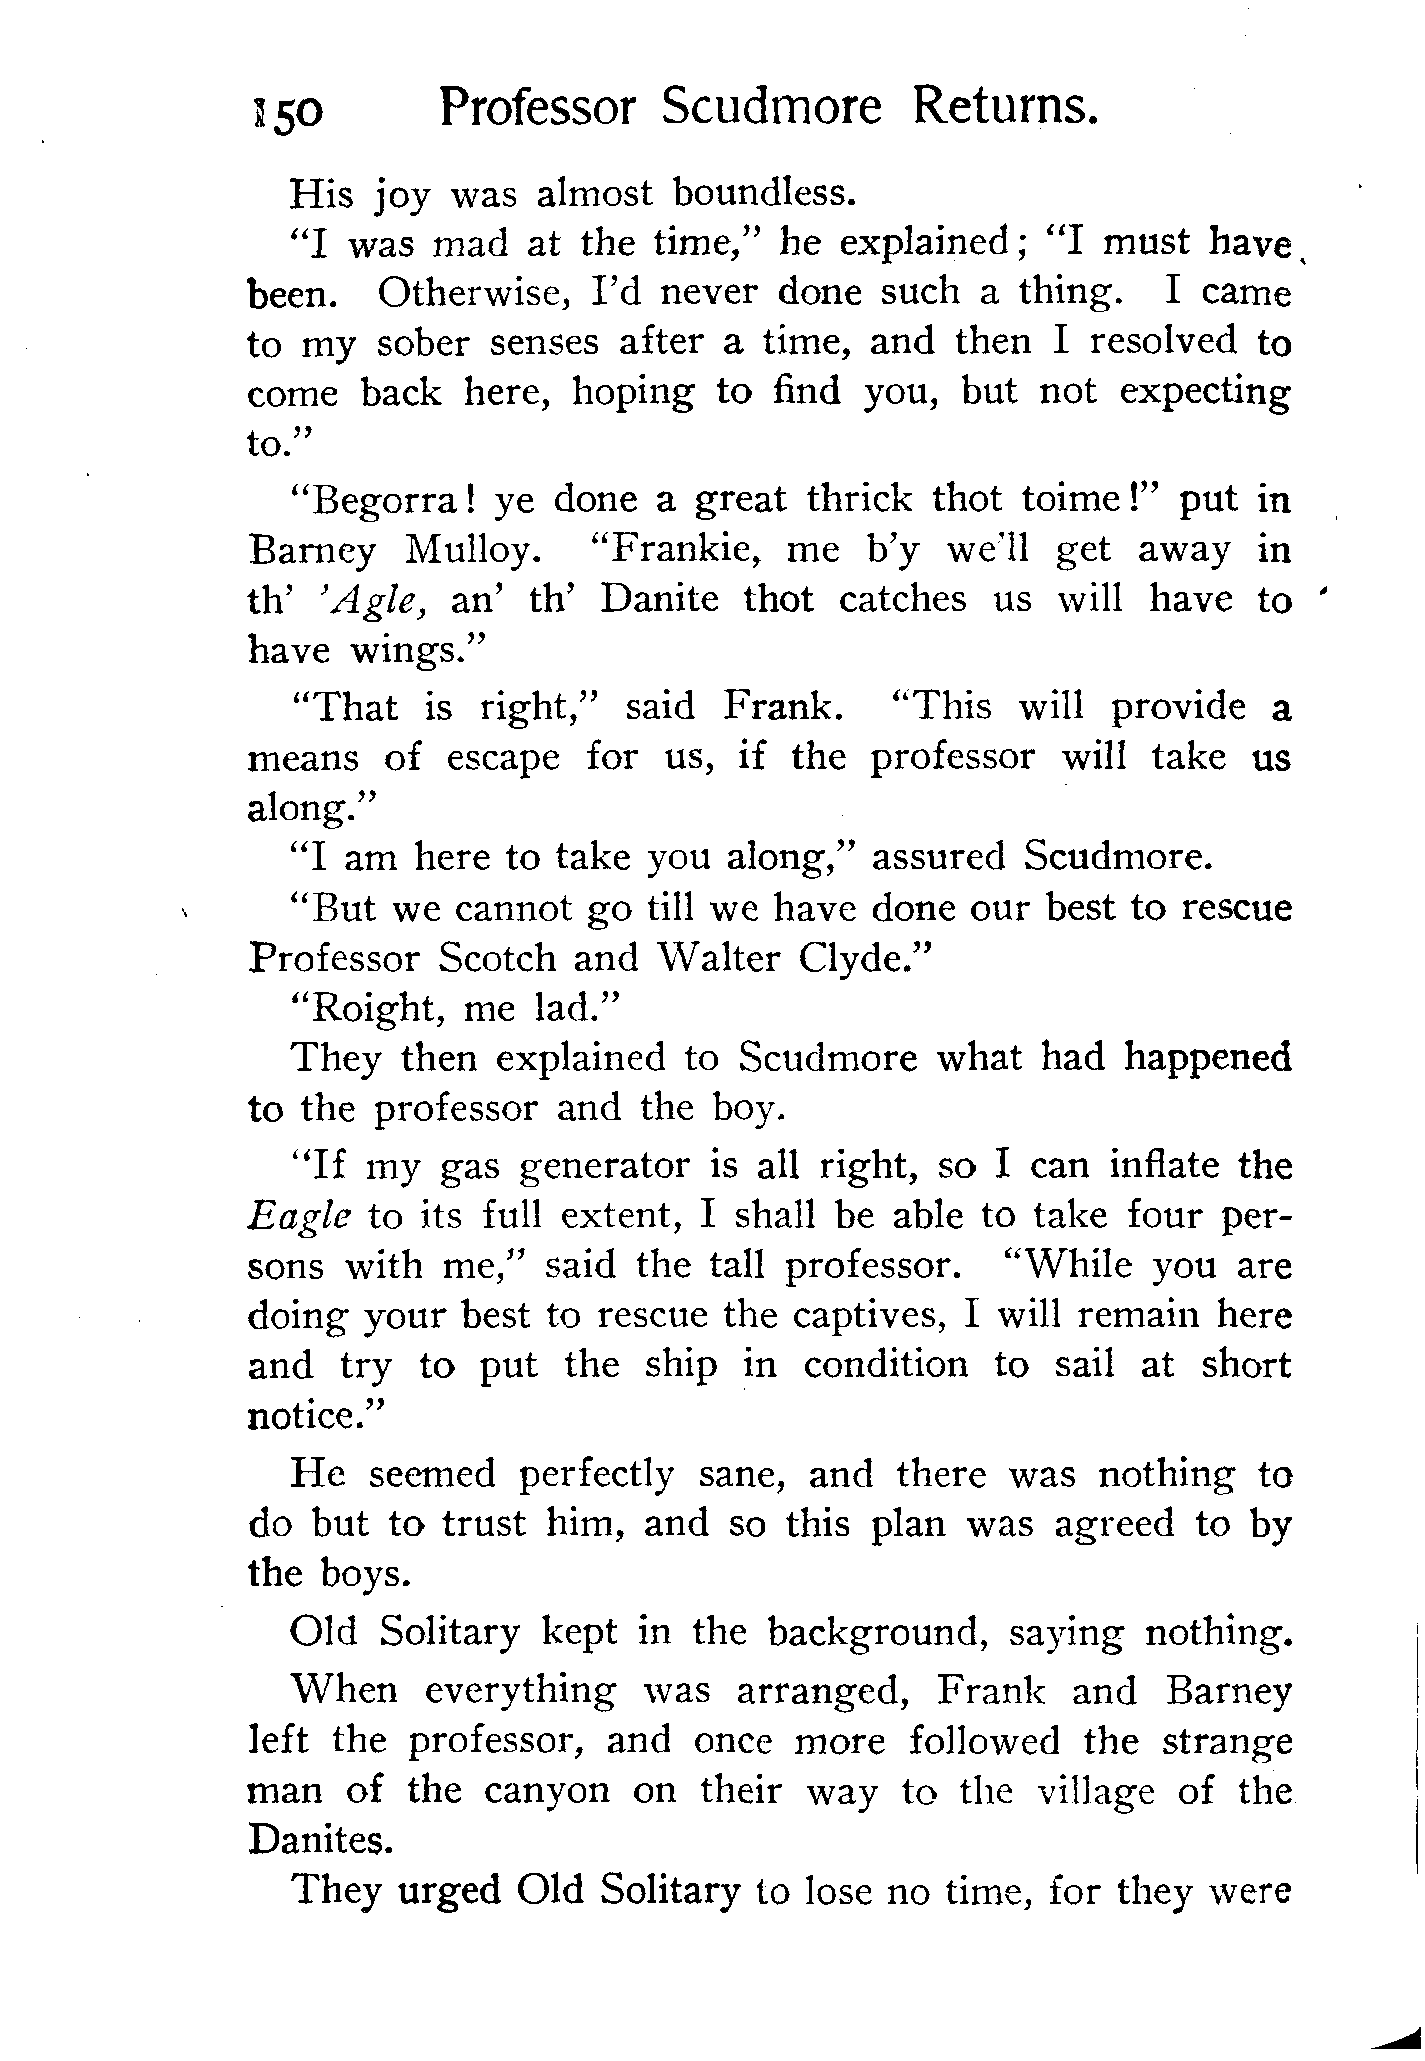 150 Professor Scudmore Returns.
His joy was almost boundless.
“I was mad at the time,” he explained; “I must have
been. Otherwise, I’d never done such a thing. I came
to my sober senses after a time, and then I resolved to
come back here, hoping to find you, but not expecting
to.”
“Begorra! ye done a great thrick thot toime!” put in
Barney Mulloy. “Frankie, me b’y we’ll get away in
th’ ’Agle, an’ th’ Danite thot catches us will have to
have wings.”
“That is right,” said Frank. “This will provide a
means of escape for us, if the professor will take us
along.”
“I am here to take you along,” assured Scudmore.
“But we cannot go till we have done our best to rescue
Professor Scotch and Walter Clyde.”
“Roight, me lad.”
They then explained to Scudmore what had happened
to the professor and the boy.
“If my gas generator is all right, so I can inflate the
Eagle to its full extent, I shall be able to take four per-
sons with me,” said the tall professor. “While you are
doing your best to rescue the captives, I will remain here
and try to put the ship in condition to sail at short
notice.”
He seemed perfectly sane, and there was nothing to
do but to trust him, and so this plan was agreed to by
the boys.
Old Solitary kept in the background, saying nothing.
When everything was arranged, Frank and Barney
left the professor, and once more followed the strange
man of the canyon on their way to the village of the
Danites.
They urged Old Solitary to lose no time, for they were